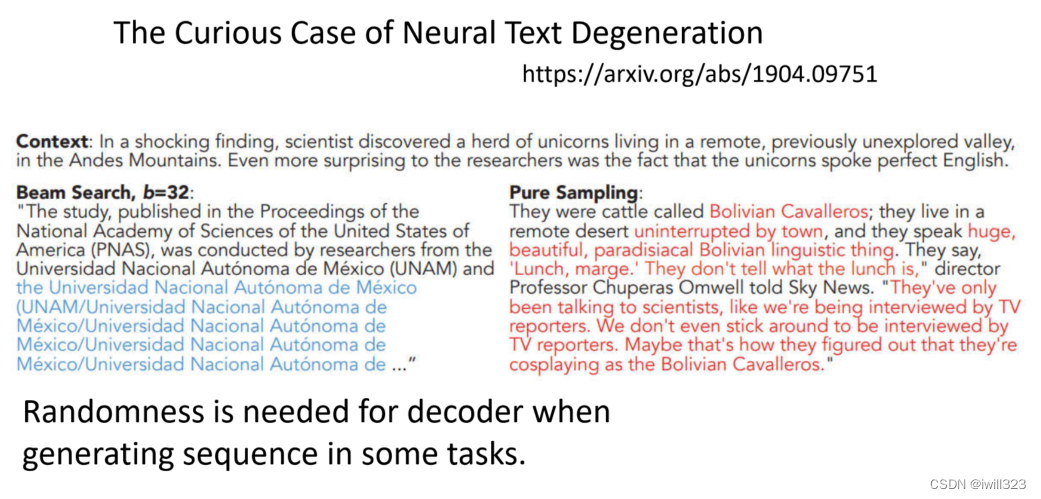 The Curious Case of Neural Text Degeneration
https://arxiv.org/abs/1904.09751
Context: In a shocking finding, scientist discovered a herd of unicorns living in a remote, previously unexplored valley,
in the Andes Mountains. Even more surprising to the researchers was the fact that the unicorns spoke perfect English.
Beam Search, b=32:
"The study, published in the Proceedings of the
National Academy of Sciences of the United States of
America (PNAS), was conducted by researchers from the
Universidad Nacional Autónoma de México (UNAM) and
the Universidad Nacional Autónoma de México
(UNAM/Universidad Nacional Autónoma de
México/Universidad Nacional Autónoma de
México/Universidad Nacional Autónoma de
México/Universidad Nacional Autónoma de ..."
Pure Sampling:
They were cattle called Bolivian Cavalleros; they live in a
remote desert uninterrupted by town, and they speak huge,
beautiful, paradisiacal Bolivian linguistic thing. They say,
'Lunch, marge.' They don't tell what the lunch is," director
Professor Chuperas Omwell told Sky News. "They've only
been talking to scientists, like we're being interviewed by TV
reporters. We don't even stick around to be interviewed by
TV reporters. Maybe that's how they figured out that they're
cosplaying as the Bolivian Cavalleros."
Randomness is needed for decoder when
generating sequence in some tasks.
CSDN @iwill323